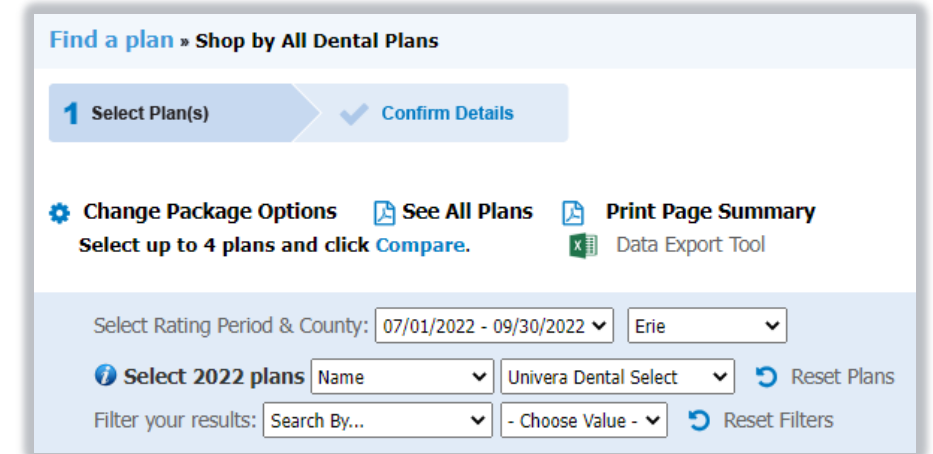 Find a plan » Shop by All Dental Plans
1 Select Plan(s) Confirm Details
Change Package Options See All Plans Print Page Summary
Select up to 4 plans and click Compare. Data Export Tool
Select Rating Period & County: 07/01/2022 - 09/30/2022 Erie
Select 2022 plans Name Univera Dental Select Reset Plans
Filter your results: Search By... - Choose Value - Reset Filters